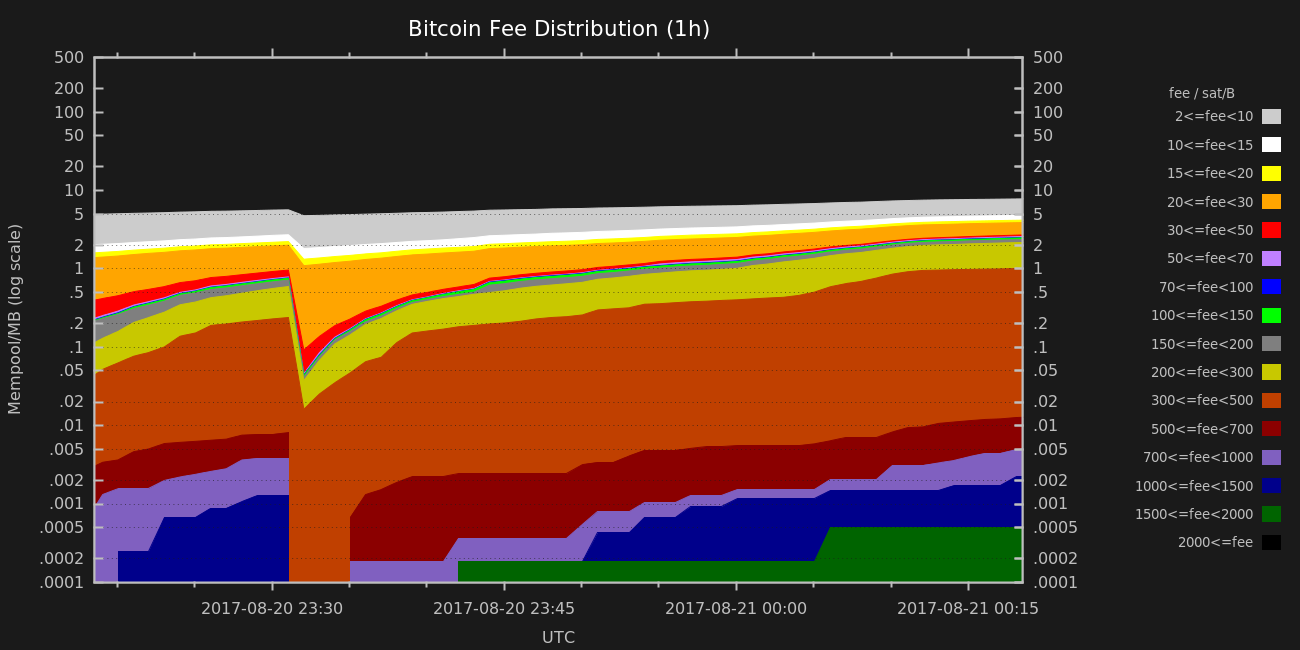 Bitcoin Fee Distribution (1h)
500 500
200 200
100 100
50 50
20 20
10 10
5 5
2 2
1 1
.5 .5
.2 .2
.1 .1
.05 .05
.02 .02
.01 .01
.005 .005
.002 .002
.001 .001
.0005 .0005
.0002 .0002
.0001 .0001
Mempool/MB (log scale)
2017-08-20 23:30 2017-08-20 23:45 2017-08-21 00:00 2017-08-21 00:15
UTC
fee / sat/B
2<=fee<10
10<=fee<15
15<=fee<20
20<=fee<30
30<=fee<50
50<=fee<70
70<=fee<100
100<=fee<150
150<=fee<200
200<=fee<300
300<=fee<500
500<=fee<700
700<=fee<1000
1000<=fee<1500
1500<=fee<2000
2000<=fee